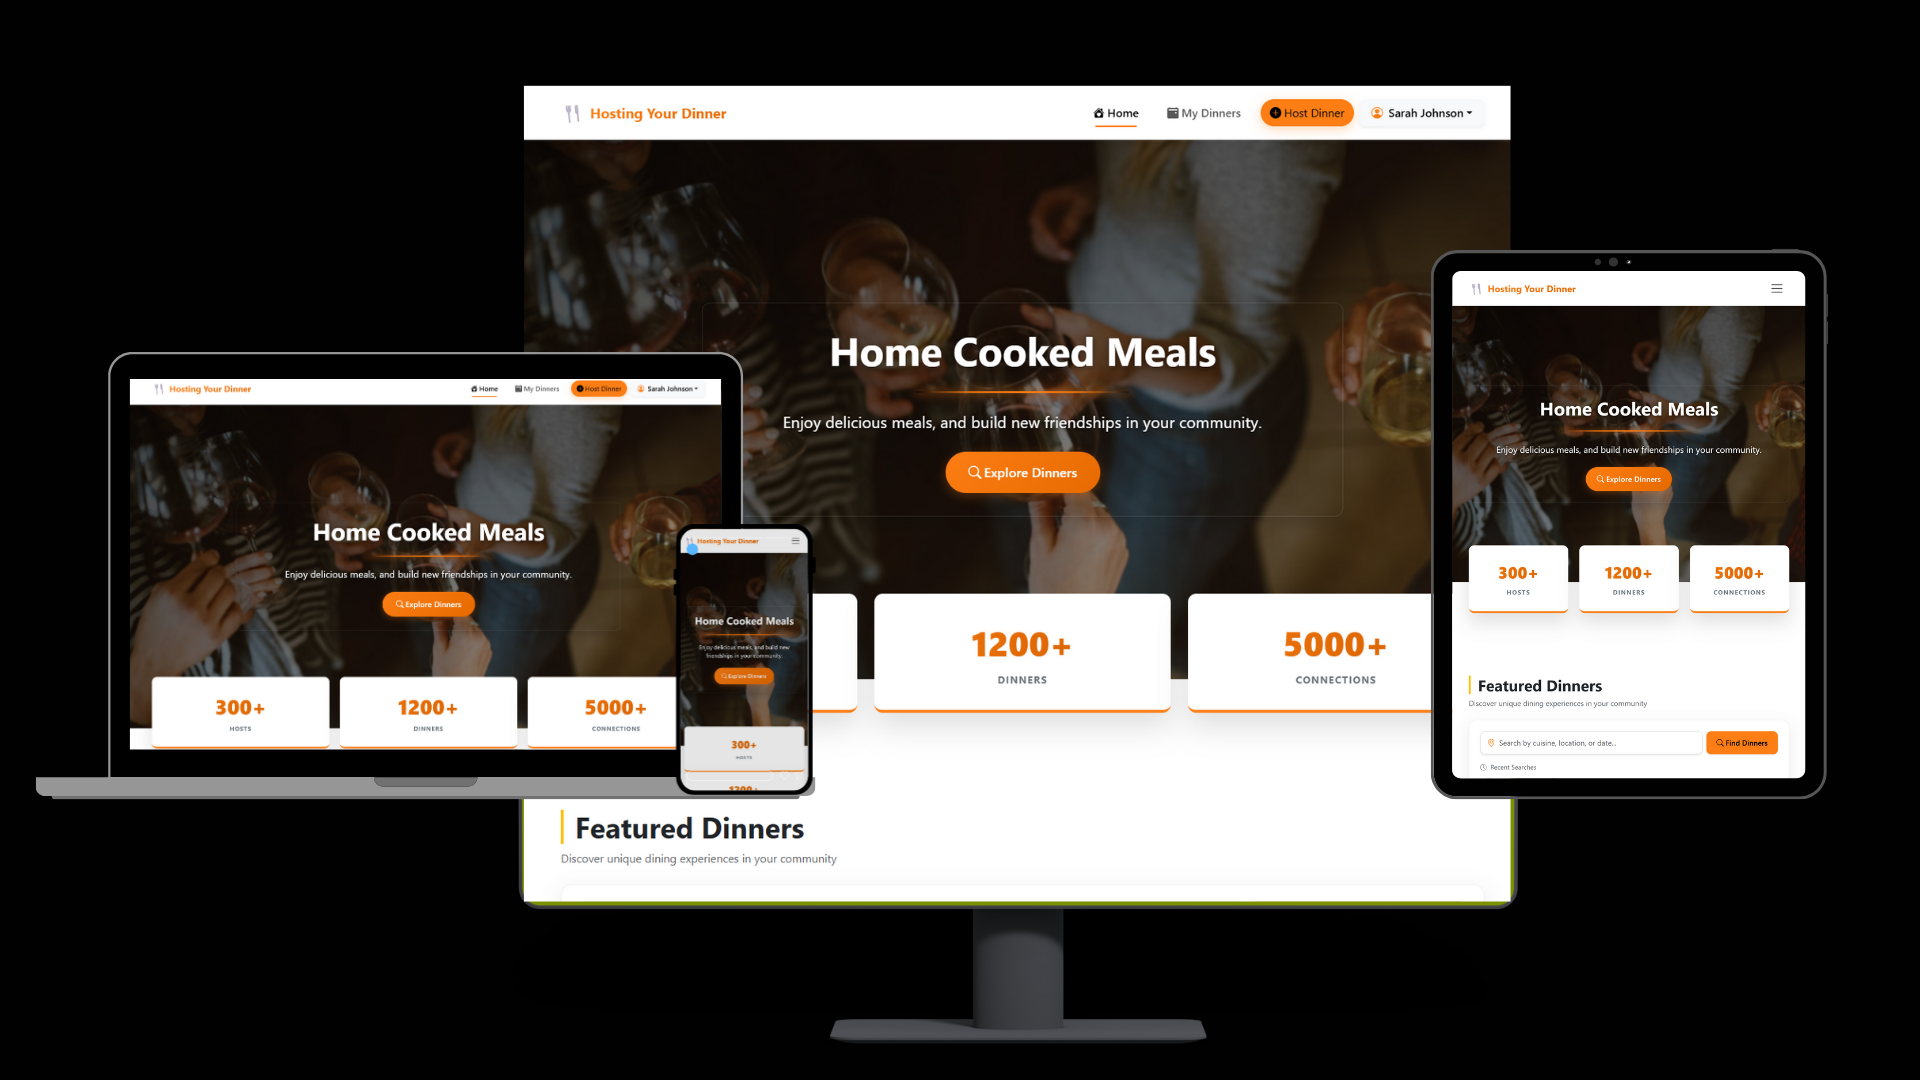 Hosting Your Dinner
Home
My Dinners
Host Dinner
Sarah Johnson
Home Cooked Meals
Enjoy delicious meals, and build new friendships in your community.
Explore Dinners
1200+
DINNERS
5000+
CONNECTIONS
Featured Dinners
Discover unique dining experiences in your community
Hosting Your Dinner
Home
My Dinners
Host Dinner
Sarah Johnson
Home Cooked Meals
Enjoy delicious meals, and build new friendships in your community.
Explore Dinners
300+
HOSTS
1200+
DINNERS
5000+
CONNECTIONS
Hosting Your Dinner
Home Cooked Meals
Enjoy delicious meals, and build new
friendships in your community.
Explore Dinners
300+
HOSTS
1200+
Hosting Your Dinner
Home Cooked Meals
Enjoy delicious meals, and build new friendships in your community.
Explore Dinners
300+
HOSTS
1200+
DINNERS
5000+
CONNECTIONS
Featured Dinners
Discover unique dining experiences in your community
Search by cuisine, location, or date...
Find Dinners
Recent Searches